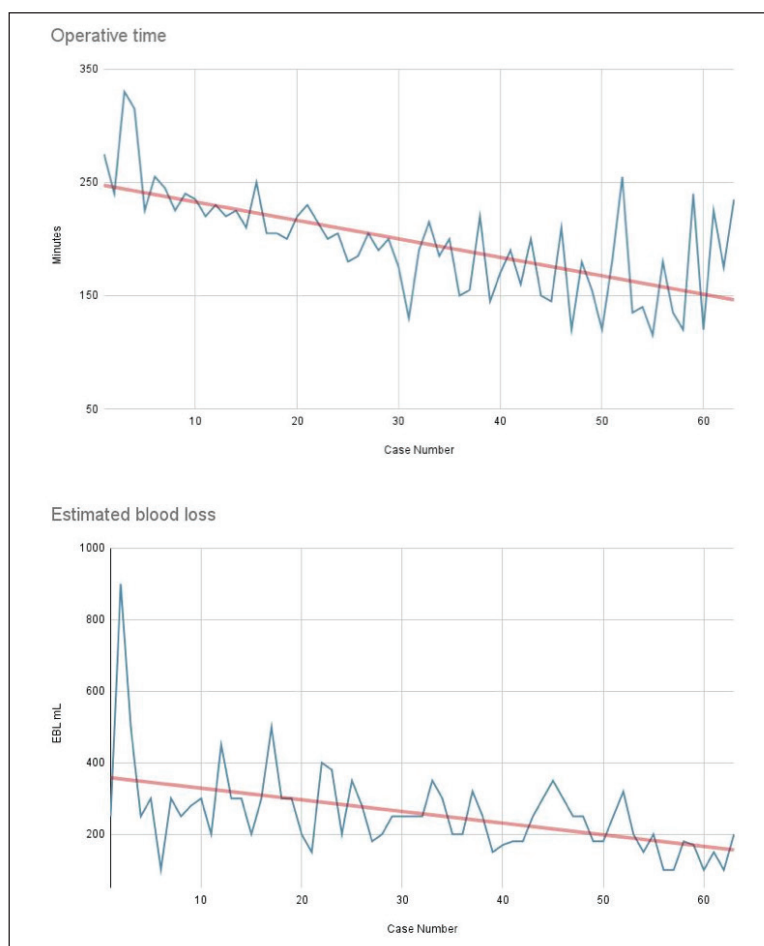 Operative time
350
250
150
50
Minutes
10 20 30 40 50 60
Case Number
Estimated blood loss
1000
800
600
400
200
EBL mL
10 20 30 40 50 60
Case Number